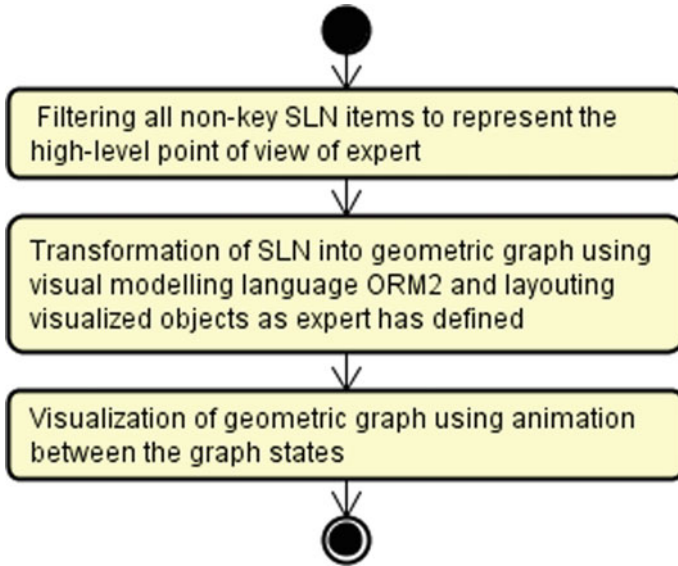 Filtering all non-key SLN items to represent the
high-level point of view of expert
Transformation of SLN into geometric graph using
visual modelling language ORM2 and layouting
visualized objects as expert has defined
Visualization of geometric graph using animation
between the graph states